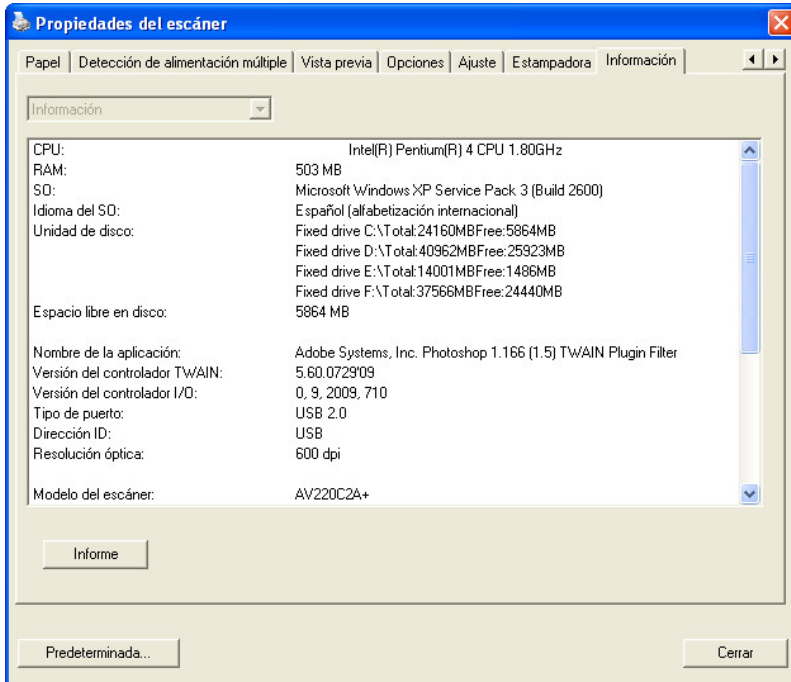 Propiedades del escáner
Papel Detección de alimentación múltiple Vista previa Opciones Ajuste Estampadora Información
Información
CPU: Intel(R) Pentium(R) 4 CPU 1.80GHz
RAM: 503 MB
SO: Microsoft Windows XP Service Pack 3 (Build 2600)
Idioma del SO: Español (alfabetización internacional)
Unidad de disco: Fixed drive C:\Total:24160MBFree:5864MB
Fixed drive D:\Total:40962MBFree:25923MB
Fixed drive E:\Total:14001MBFree:1486MB
Fixed drive F:\Total:37566MBFree:24440MB
Espacio libre en disco: 5864 MB
Nombre de la aplicación: Adobe Systems, Inc. Photoshop 1.166 (1.5) TWAIN Plugin Filter
Versión del controlador TWAIN: 5.60.0729'09
Versión del controlador I/O: 0, 9, 2009, 710
Tipo de puerto: USB 2.0
Dirección ID: USB
Resolución óptica: 600 dpi
Modelo del escáner: AV220C2A+
Informe
Predeterminada... Cerrar